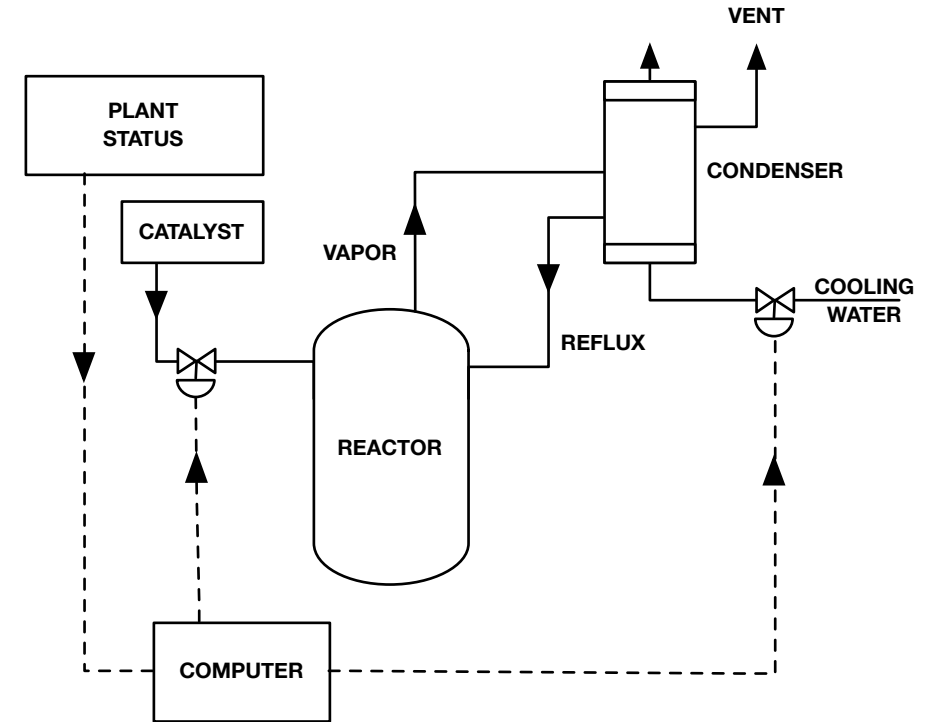 VENT
PLANT
STATUS
CONDENSER
CATALYST
VAPOR
COOLING
WATER
REFLUX
REACTOR
COMPUTER